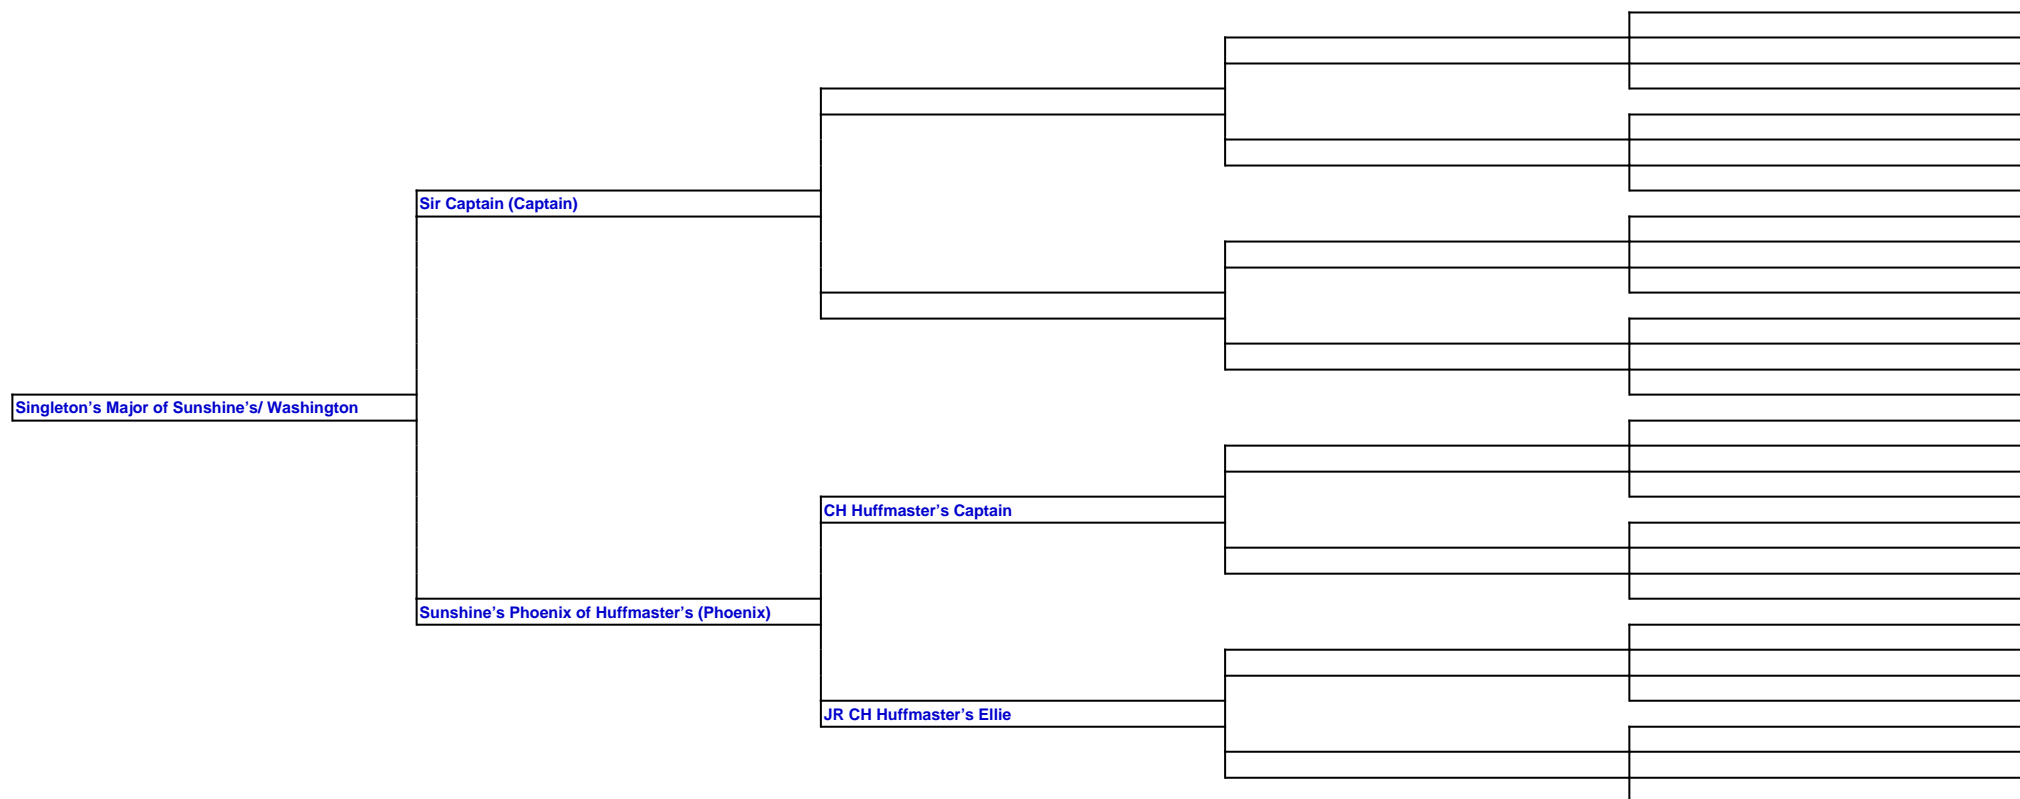 Sir Captain (Captain)
Singleton’s Major of Sunshine’s/ Washington
CH Huffmaster’s Captain
Sunshine’s Phoenix of Huffmaster’s (Phoenix)
JR CH Huffmaster’s Ellie